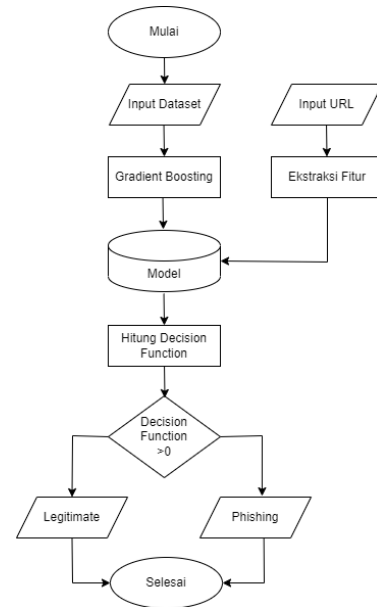 Mulai
Input Dataset
Input URL
Gradient Boosting
Ekstraksi Fitur
Model
Hitung Decision
Function
Decision
Function
>0
Legitimate
Phishing
Selesai